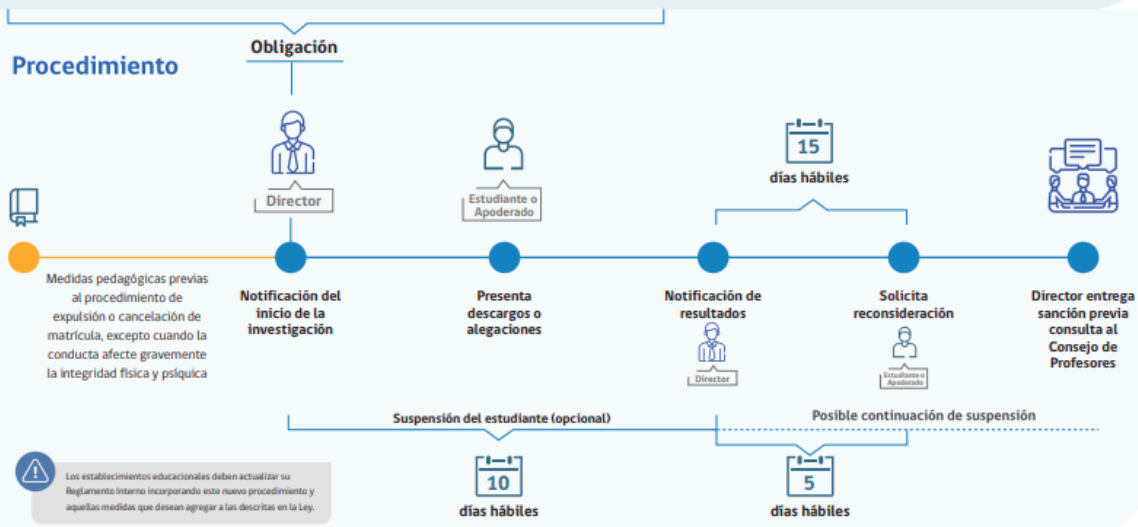 Obligación
Procedimiento
15
días hábiles
Director
Estudiante o
Apoderado
Medidas pedagógicas previas
al procedimiento de
expulsión o cancelación de
matrícula, excepto cuando la
conducta afecte gravemente
la integridad física y psíquica
Notificación del
inicio de la
investigación
Presenta
descargos o
alegaciones
Notificación de
resultados
Director
Solicita
reconsideración
Estudiante o
Apoderado
Director entrega
sanción previa
consulta al
Consejo de
Profesores
Suspensión del estudiante (opcional)
Posible continuación de suspensión
10
días hábiles
5
días hábiles
Los establecimientos educacionales deben actualizar su
Reglamento Interno incorporando este nuevo procedimiento y
aquellas medidas que desean agregar a las descritas en la Ley.